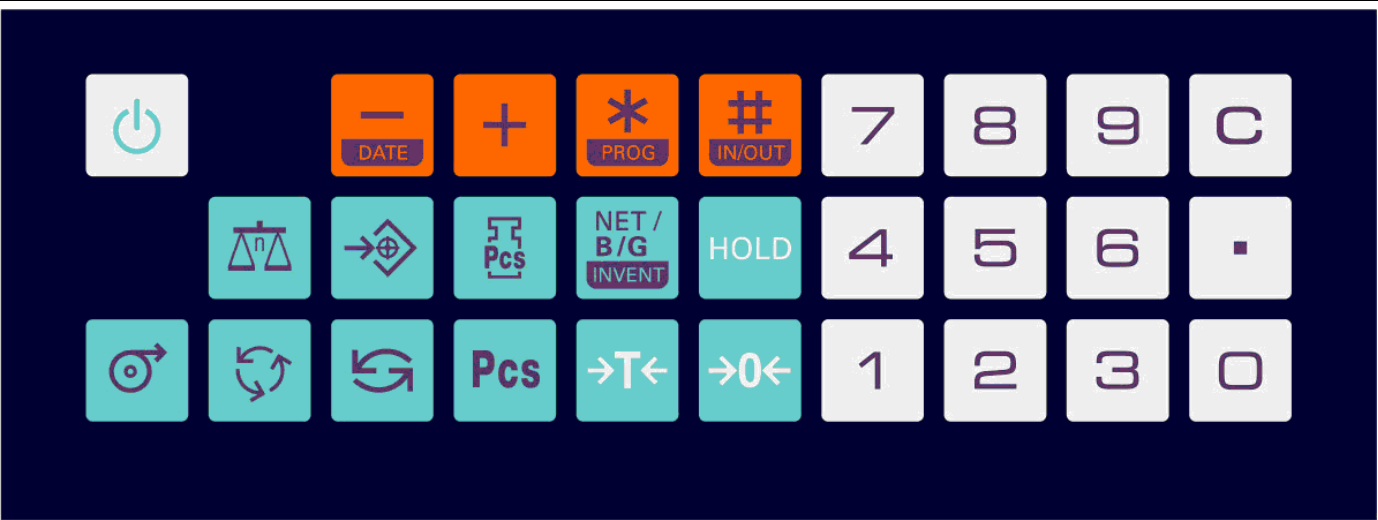 −
DATE
+
*
PROG
#
IN/OUT
7
8
9
C
n
Pcs
NET /
B/G
INVENT
HOLD
4
5
6
.
Pcs
→T←
→0←
1
2
3
0